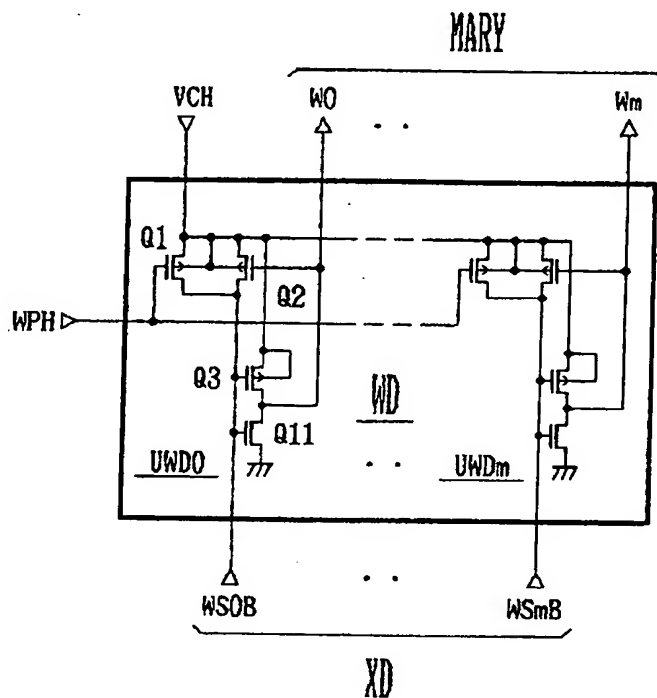 MARY
VCH W0 . . Wm
Q1
Q2
WPH
Q3 WD
Q11
UWD0 . . UWDm
WS0B . . WSmB
XD